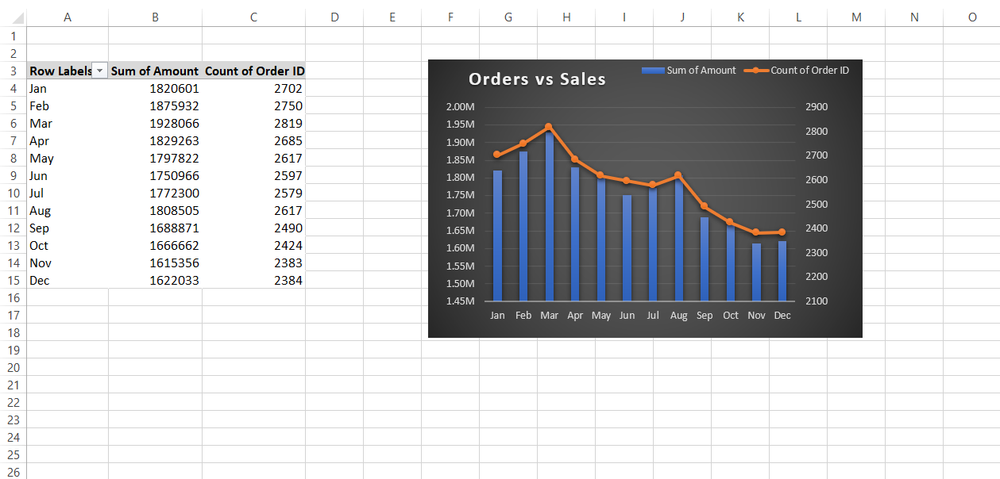 A B C D E F G H I J K L M N O
1
2
3 Row Labels Sum of Amount Count of Order ID
4 Jan 1820601 2702
5 Feb 1875932 2750
6 Mar 1928066 2819
7 Apr 1829263 2685
8 May 1797822 2617
9 Jun 1750966 2597
10 Jul 1772300 2579
11 Aug 1808505 2617
12 Sep 1688871 2490
13 Oct 1666662 2424
14 Nov 1615356 2383
15 Dec 1622033 2384
16
17
18
19
20
21
22
23
24
25
26
Orders vs Sales
Sum of Amount Count of Order ID
2.00M 2900
1.95M
1.90M 2800
1.85M 2700
1.80M 2600
1.75M
1.70M 2500
1.65M 2400
1.60M 2300
1.55M
1.50M 2200
1.45M 2100
Jan Feb Mar Apr May Jun Jul Aug Sep Oct Nov Dec